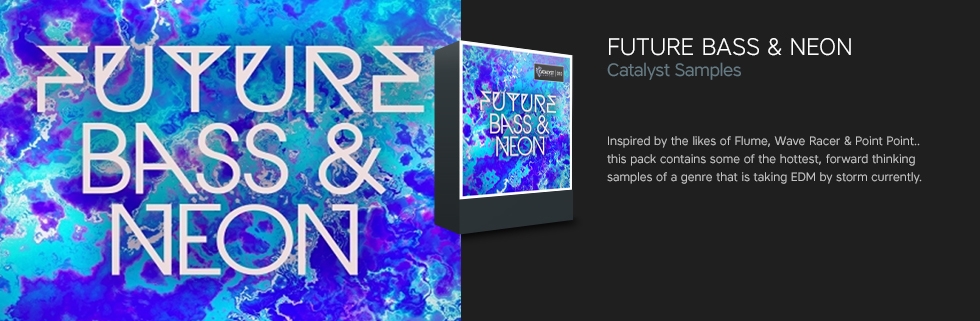 FUTURE
BASS &
NEON
CATALYST
FUTURE
BASS &
NEON
FUTURE BASS & NEON
Catalyst Samples
Inspired by the likes of Flume, Wave Racer & Point Point..
this pack contains some of the hottest, forward thinking
samples of a genre that is taking EDM by storm currently.